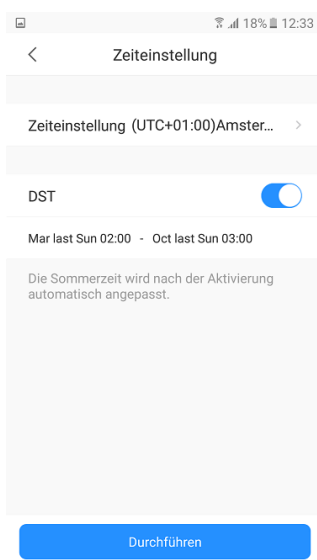 18% 12:33
Zeiteinstellung
Zeiteinstellung (UTC+01:00)Amster...
DST
Mar last Sun 02:00 - Oct last Sun 03:00
Die Sommerzeit wird nach der Aktivierung
automatisch angepasst.
Durchführen